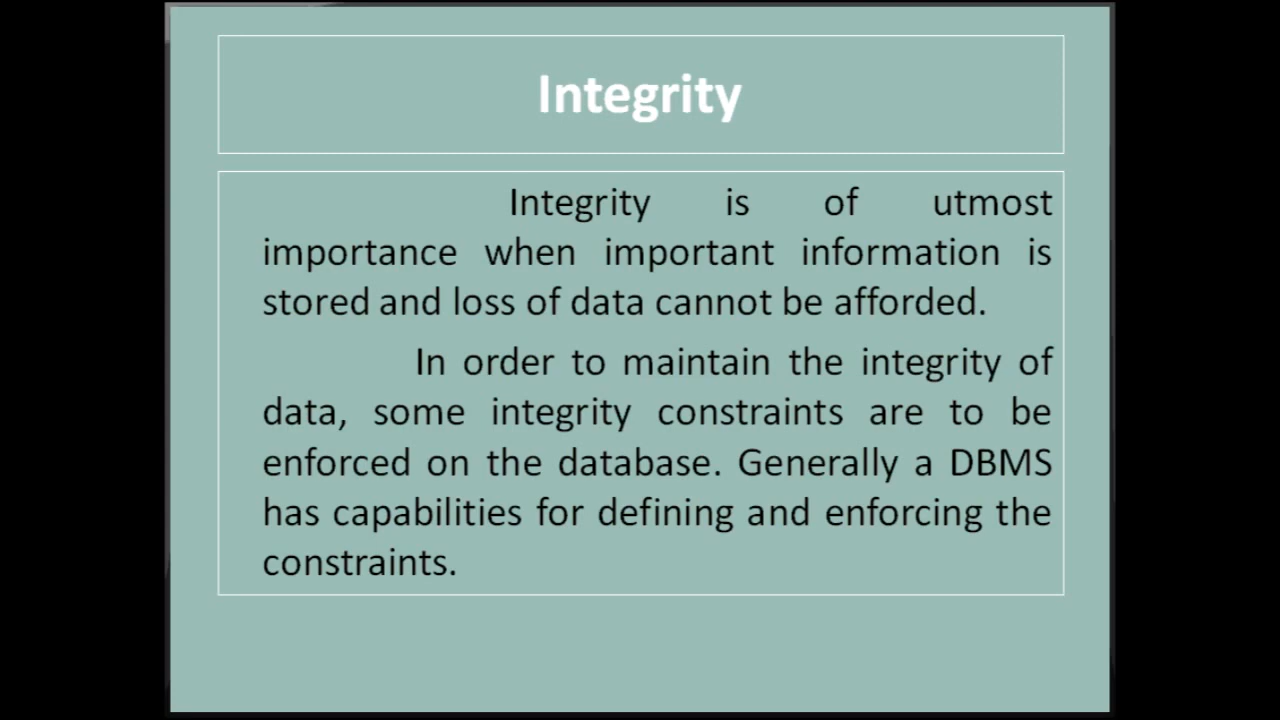 Integrity
Integrity is of utmost
importance when important information is
stored and loss of data cannot be afforded.
In order to maintain the integrity of
data, some integrity constraints are to be
enforced on the database. Generally a DBMS
has capabilities for defining and enforcing the
constraints.